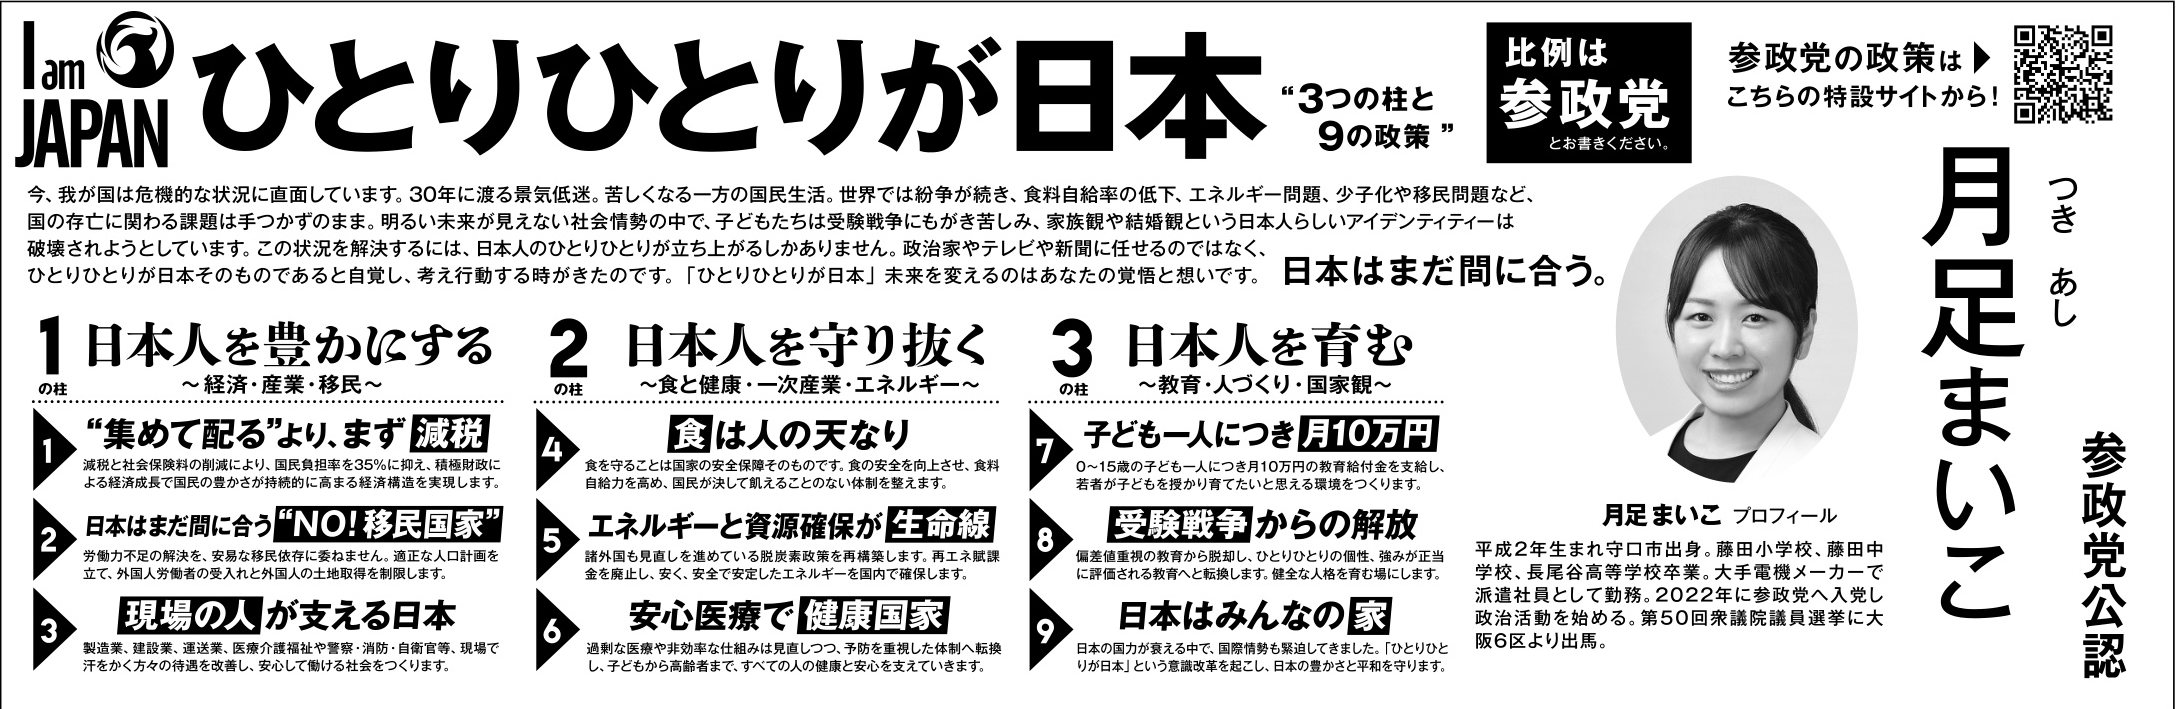 I am
JAPAN
ひとりひとりが日本
“3つの柱と
9の政策”
比例は
参政党
とお書きください。
参政党の政策は▶
こちらの特設サイトから!
今、我が国は危機的な状況に直面しています。30年に渡る景気低迷。苦しくなる一方の国民生活。世界では紛争が続き、食料自給率の低下、エネルギー問題、少子化や移民問題など、
国の存亡に関わる課題は手つかずのまま。明るい未来が見えない社会情勢の中で、子どもたちは受験戦争にもがき苦しみ、家族観や結婚観という日本人らしいアイデンティティーは
破壊されようとしています。この状況を解決するには、日本人のひとりひとりが立ち上がるしかありません。政治家やテレビや新聞に任せるのではなく、
ひとりひとりが日本そのものであると自覚し、考え行動する時がきたのです。「ひとりひとりが日本」未来を変えるのはあなたの覚悟と想いです。
日本はまだ間に合う。
1の柱 日本人を豊かにする
～経済・産業・移民～
1 “集めて配る”より、まず 減税
減税と社会保険料の削減により、国民負担率を35%に抑え、積極財政に
よる経済成長で国民の豊かさが持続的に高まる経済構造を実現します。
2 日本はまだ間に合う “NO!移民国家”
労働力不足の解決を、安易な移民依存に委ねません。適正な人口計画を
立て、外国人労働者の受入れと外国人の土地取得を制限します。
3 現場の人が支える日本
製造業、建設業、運送業、医療介護福祉や警察・消防・自衛官等、現場で
汗をかく方々の待遇を改善し、安心して働ける社会をつくります。
2の柱 日本人を守り抜く
～食と健康・一次産業・エネルギー～
4 食は人の天なり
食を守ることは国家の安全保障そのものです。食の安全を向上させ、食料
自給力を高め、国民が決して飢えることのない体制を整えます。
5 エネルギーと資源確保が 生命線
諸外国も見直しを進めている脱炭素政策を再構築します。再エネ賦課
金を廃止し、安く、安全で安定したエネルギーを国内で確保します。
6 安心医療で 健康国家
過剰な医療や非効率な仕組みは見直しつつ、予防を重視した体制へ転換
し、子どもから高齢者まで、すべての人の健康と安心を支えていきます。
3の柱 日本人を育む
～教育・人づくり・国家観～
7 子ども一人につき 月10万円
0～15歳の子ども一人につき月10万円の教育給付金を支給し、
若者が子どもを授かり育てたいと思える環境をつくります。
8 受験戦争からの解放
偏差値重視の教育から脱却し、ひとりひとりの個性、強みが正当
に評価される教育へと転換します。健全な人格を育む場にします。
9 日本はみんなの 家
日本の国力が衰える中で、国際情勢も緊迫してきました。「ひとりひと
りが日本」という意識改革を起こし、日本の豊かさと平和を守ります。
つき あし
月足まいこ
参政党公認
月足 まいこ プロフィール
平成2年生まれ守口市出身。藤田小学校、藤田中
学校、長尾谷高等学校卒業。大手電機メーカーで
派遣社員として勤務。2022年に参政党へ入党し
政治活動を始める。第50回衆議院議員選挙に大
阪6区より出馬。